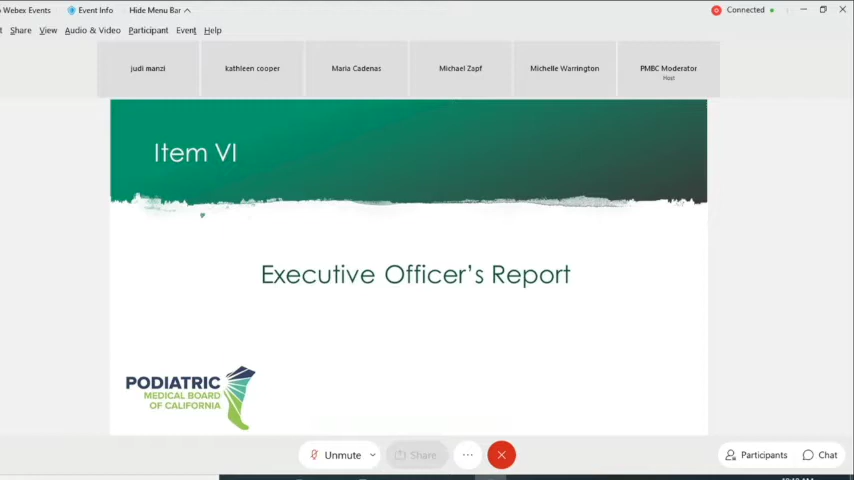 Webex Events Event Info Hide Menu Bar Connected
Share View Audio & Video Participant Event Help
judi manzi kathleen cooper Maria Cadenas Michael Zapf Michelle Warrington PMBC Moderator
Host
Item VI
Executive Officer's Report
PODIATRIC
MEDICAL BOARD
OF CALIFORNIA
Unmute Share Participants Chat